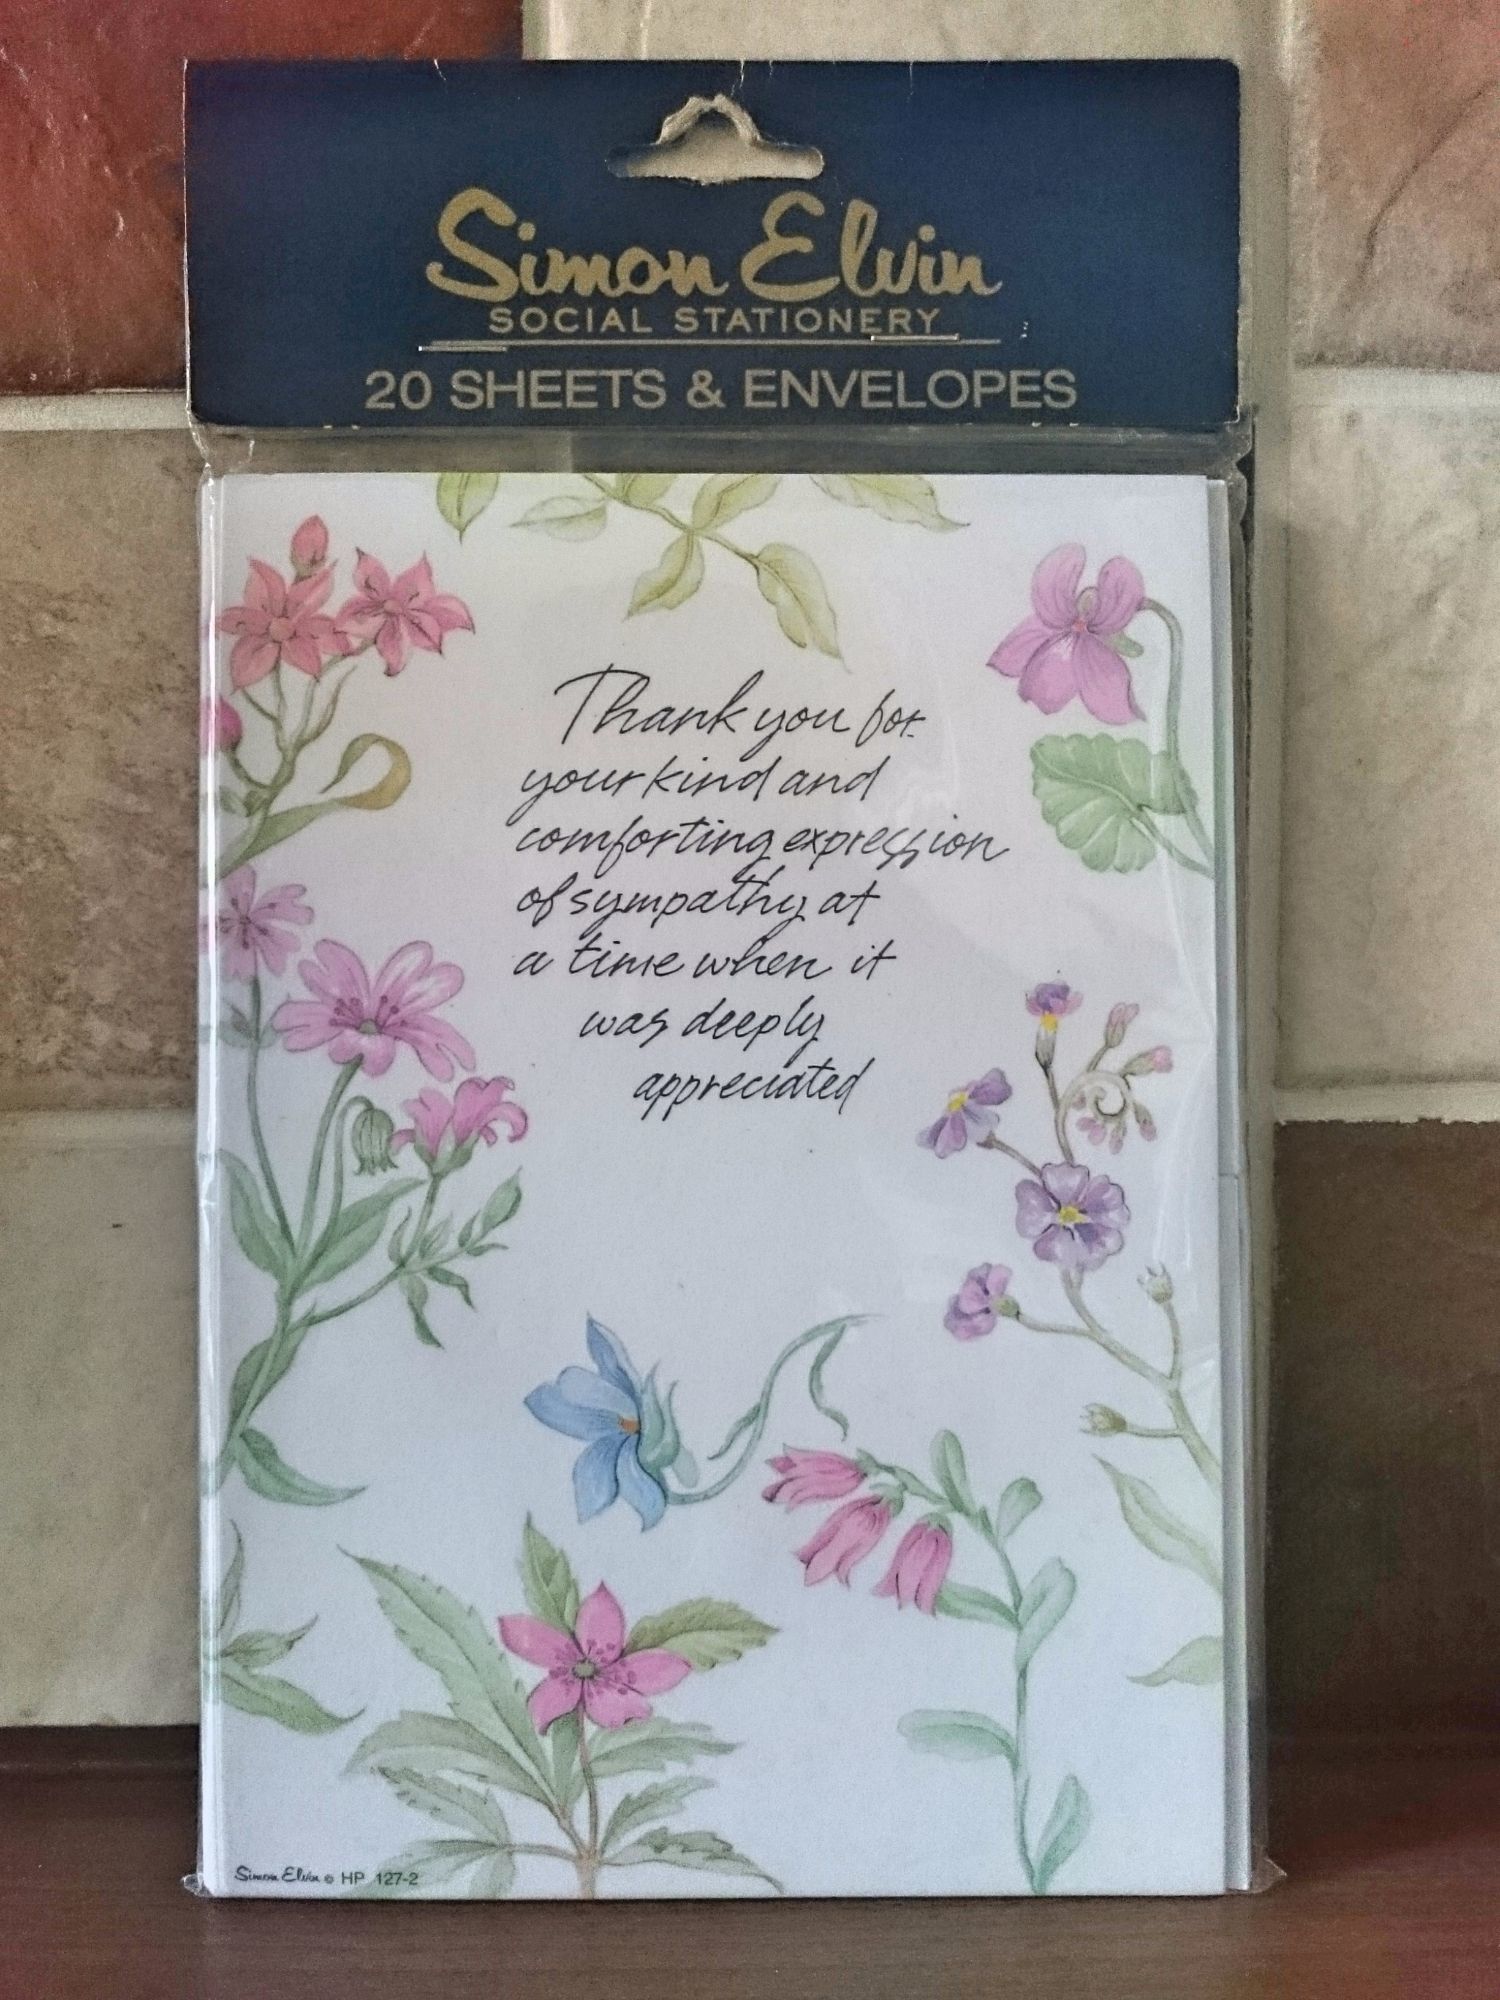 Simon Elvin
SOCIAL STATIONERY
20 SHEETS & ENVELOPES
Thank you for
your kind and
comforting expression
of sympathy at
a time when it
was deeply
appreciated
Simon Elvin © HP 127-2